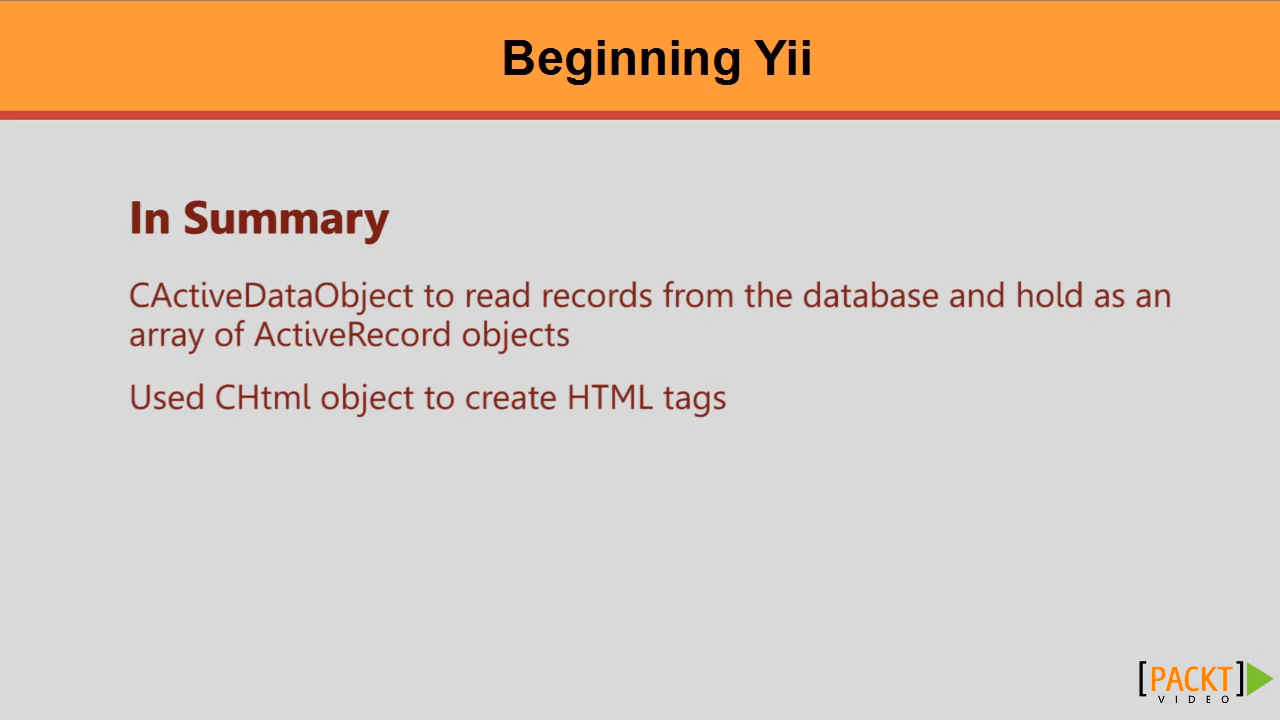 Beginning Yii
In Summary
CActiveDataObject to read records from the database and hold as an
array of ActiveRecord objects
Used CHtml object to create HTML tags
[PACKT]
VIDEO